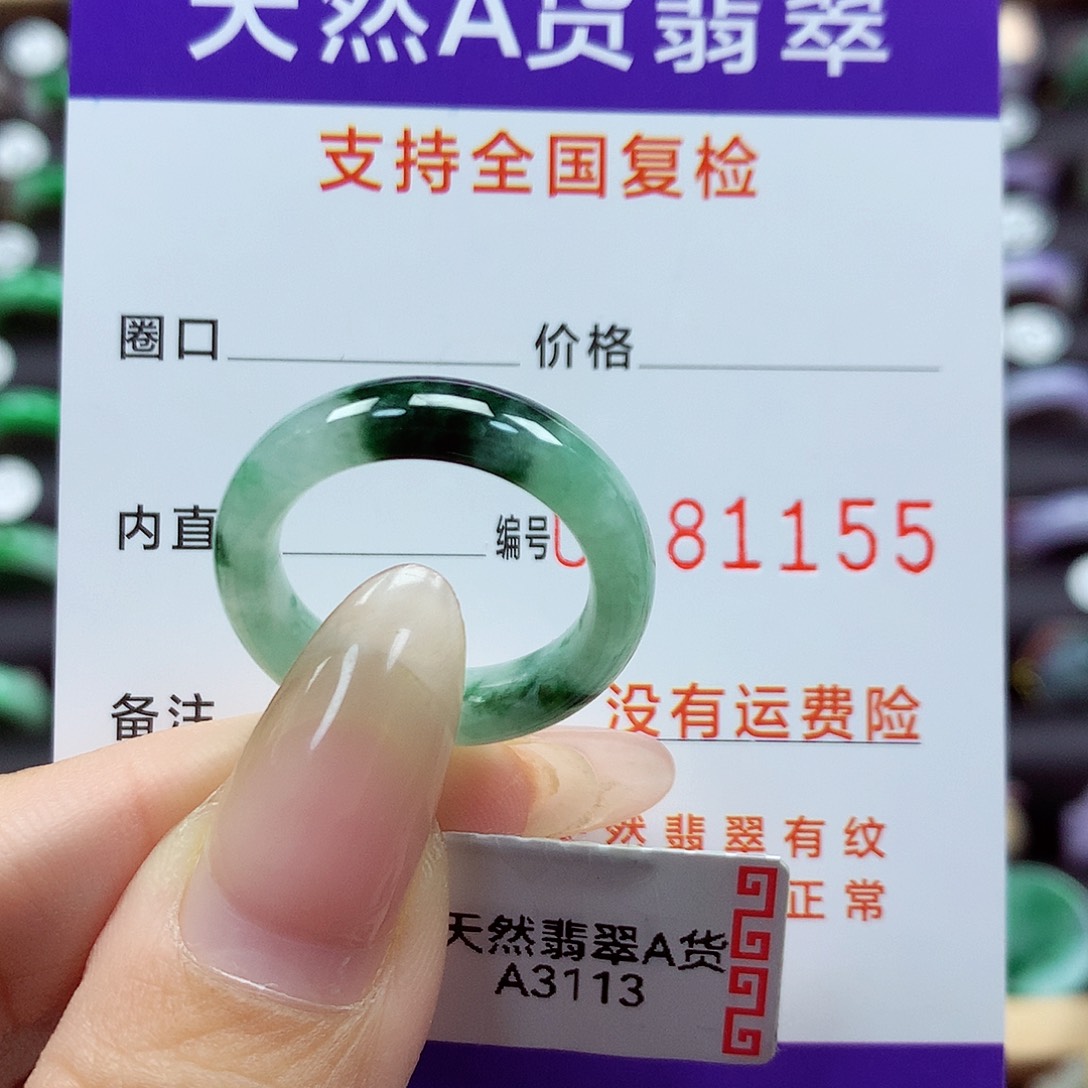 天然A货翡翠
支持全国复检
圈口 价格
内直 编号 81155
备注 没有运费险
然翡翠有纹
正常
天然翡翠A货
A3113